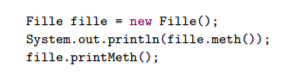 Fille fille = new Fille();
System.out.println(fille.meth());
fille.printMeth();